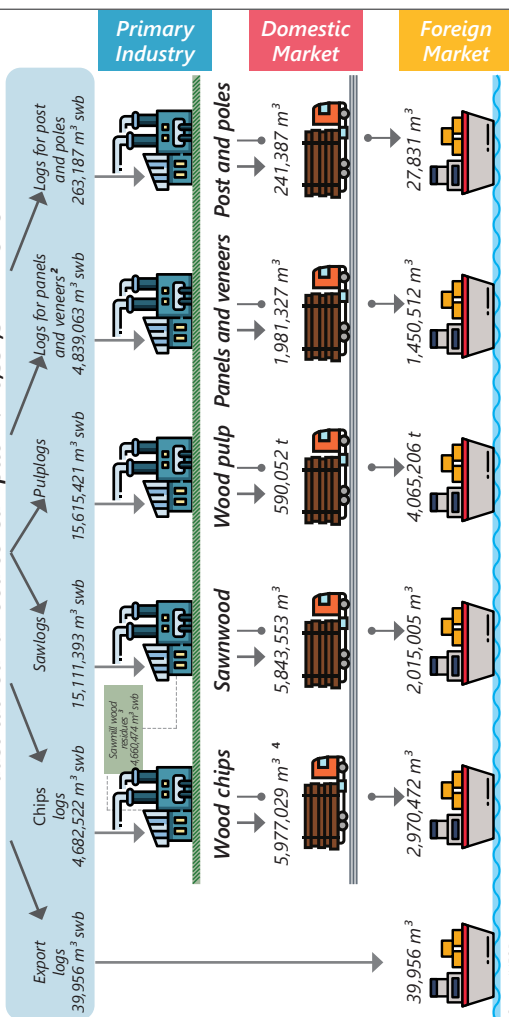 Primary
Industry
Domestic
Market
Foreign
Market
Export
logs
39,956 m³ swb
Chips
logs
4,682,522 m³ swb
Sawlogs
15,111,393 m³ swb
Pulplogs
15,615,421 m³ swb
Logs for panels
and veneers²
4,839,063 m³ swb
Logs for post
and poles
263,187 m³ swb
Sawmill wood
residues ³
4,660,474 m³ swb
Wood chips
5,977,029 m³ ⁴
Sawnwood
5,843,553 m³
Wood pulp
590,052 t
Panels and veneers
1,981,327 m³
Post and poles
241,387 m³
39,956 m³
2,970,472 m³
2,015,005 m³
4,065,206 t
1,450,512 m³
27,831 m³